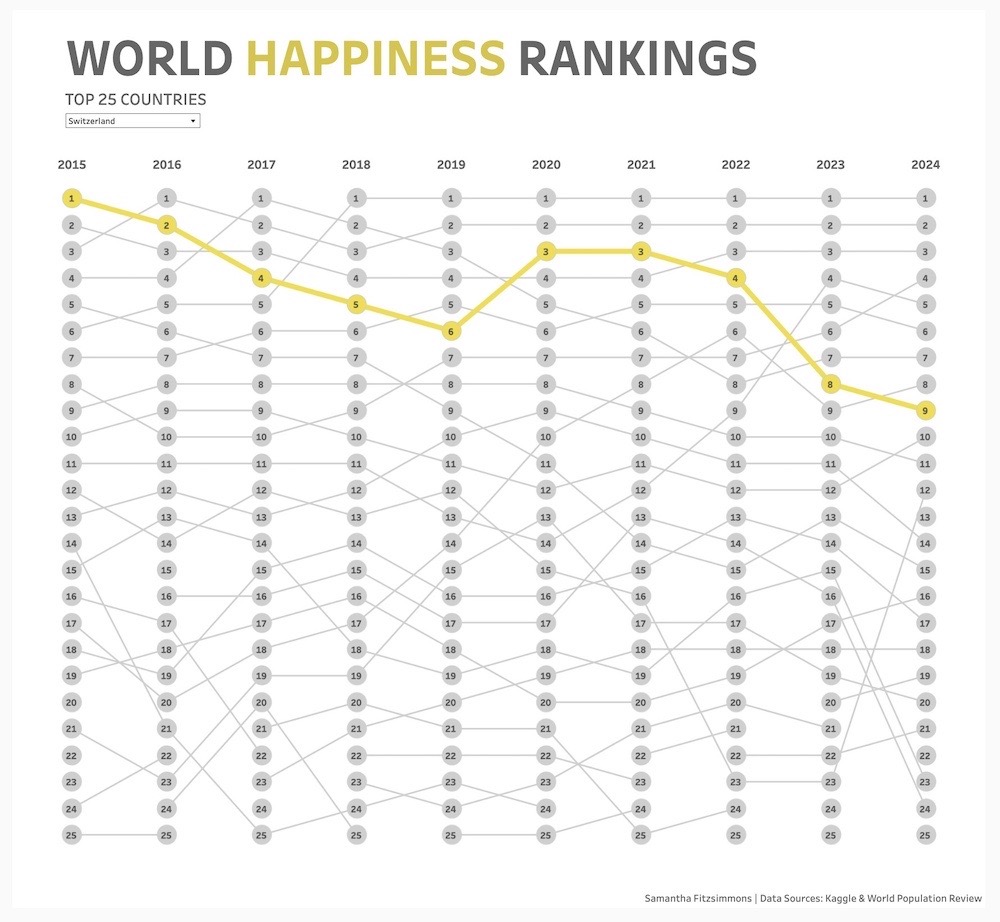 WORLD HAPPINESS RANKINGS
TOP 25 COUNTRIES
Switzerland
2015 2016 2017 2018 2019 2020 2021 2022 2023 2024
1 1 1 1 1 1 1 1 1 1
2 2 2 2 2 2 2 2 2 2
3 3 3 3 3 3 3 3 3 3
4 4 4 4 4 4 4 4 4 4
5 5 5 5 5 5 5 5 5 5
6 6 6 6 6 6 6 6 6 6
7 7 7 7 7 7 7 7 7 7
8 8 8 8 8 8 8 8 8 8
9 9 9 9 9 9 9 9 9 9
10 10 10 10 10 10 10 10 10 10
11 11 11 11 11 11 11 11 11 11
12 12 12 12 12 12 12 12 12 12
13 13 13 13 13 13 13 13 13 13
14 14 14 14 14 14 14 14 14 14
15 15 15 15 15 15 15 15 15 15
16 16 16 16 16 16 16 16 16 16
17 17 17 17 17 17 17 17 17 17
18 18 18 18 18 18 18 18 18 18
19 19 19 19 19 19 19 19 19 19
20 20 20 20 20 20 20 20 20 20
21 21 21 21 21 21 21 21 21 21
22 22 22 22 22 22 22 22 22 22
23 23 23 23 23 23 23 23 23 23
24 24 24 24 24 24 24 24 24 24
25 25 25 25 25 25 25 25 25 25
Samantha Fitzsimmons | Data Sources: Kaggle & World Population Review